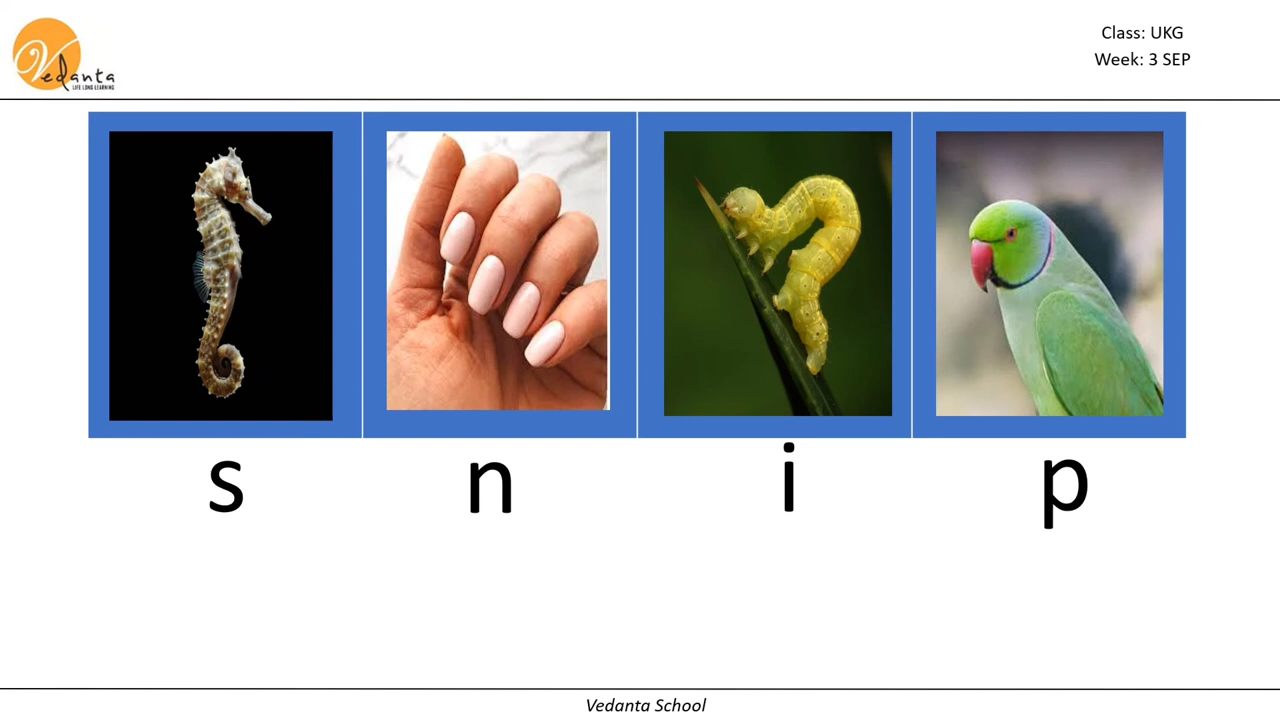 Vedanta
LIFE LONG LEARNING
Class: UKG
Week: 3 SEP
s n i p
Vedanta School